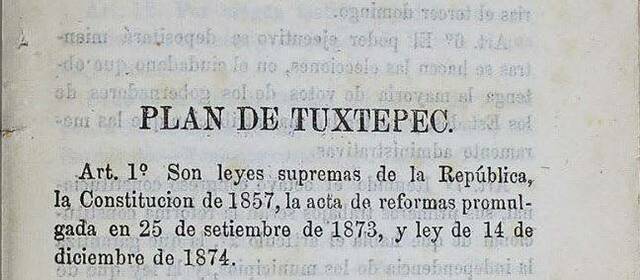 PLAN DE TUXTEPEC.
Art. 1º Son leyes supremas de la República,
la Constitucion de 1857, la acta de reformas promul-
gada en 25 de setiembre de 1873, y ley de 14 de
diciembre de 1874.